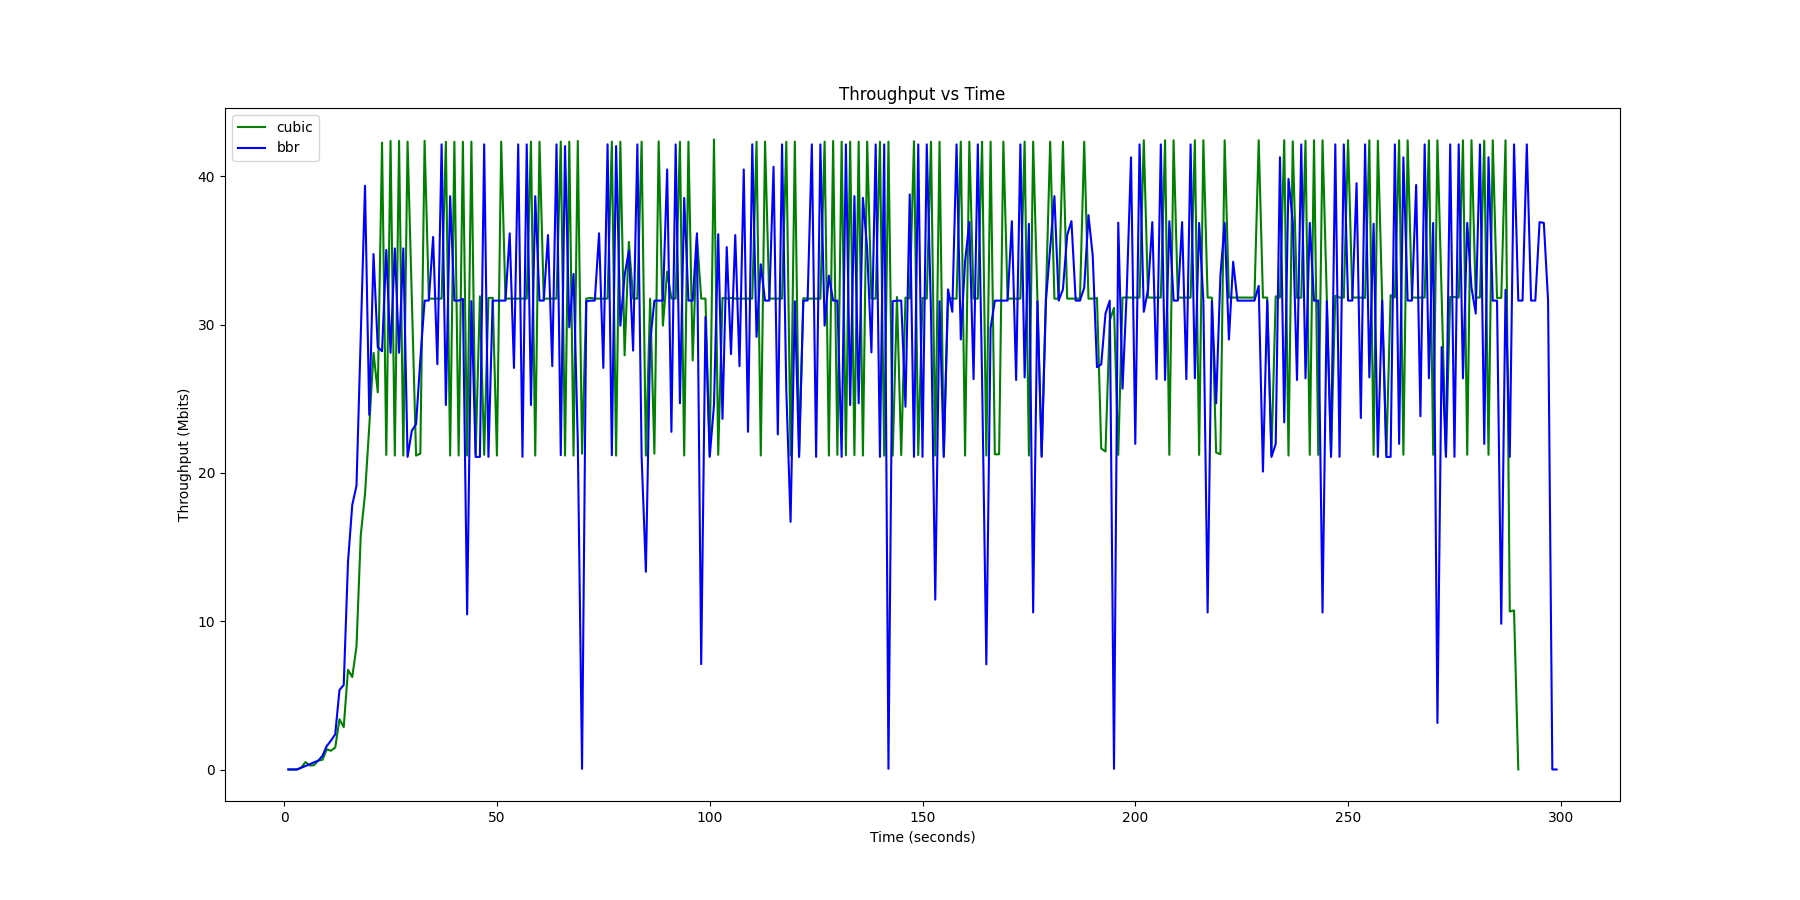 Throughput vs Time
cubic
bbr
40
30
20
10
0
Throughput (Mbits)
0 50 100 150 200 250 300
Time (seconds)